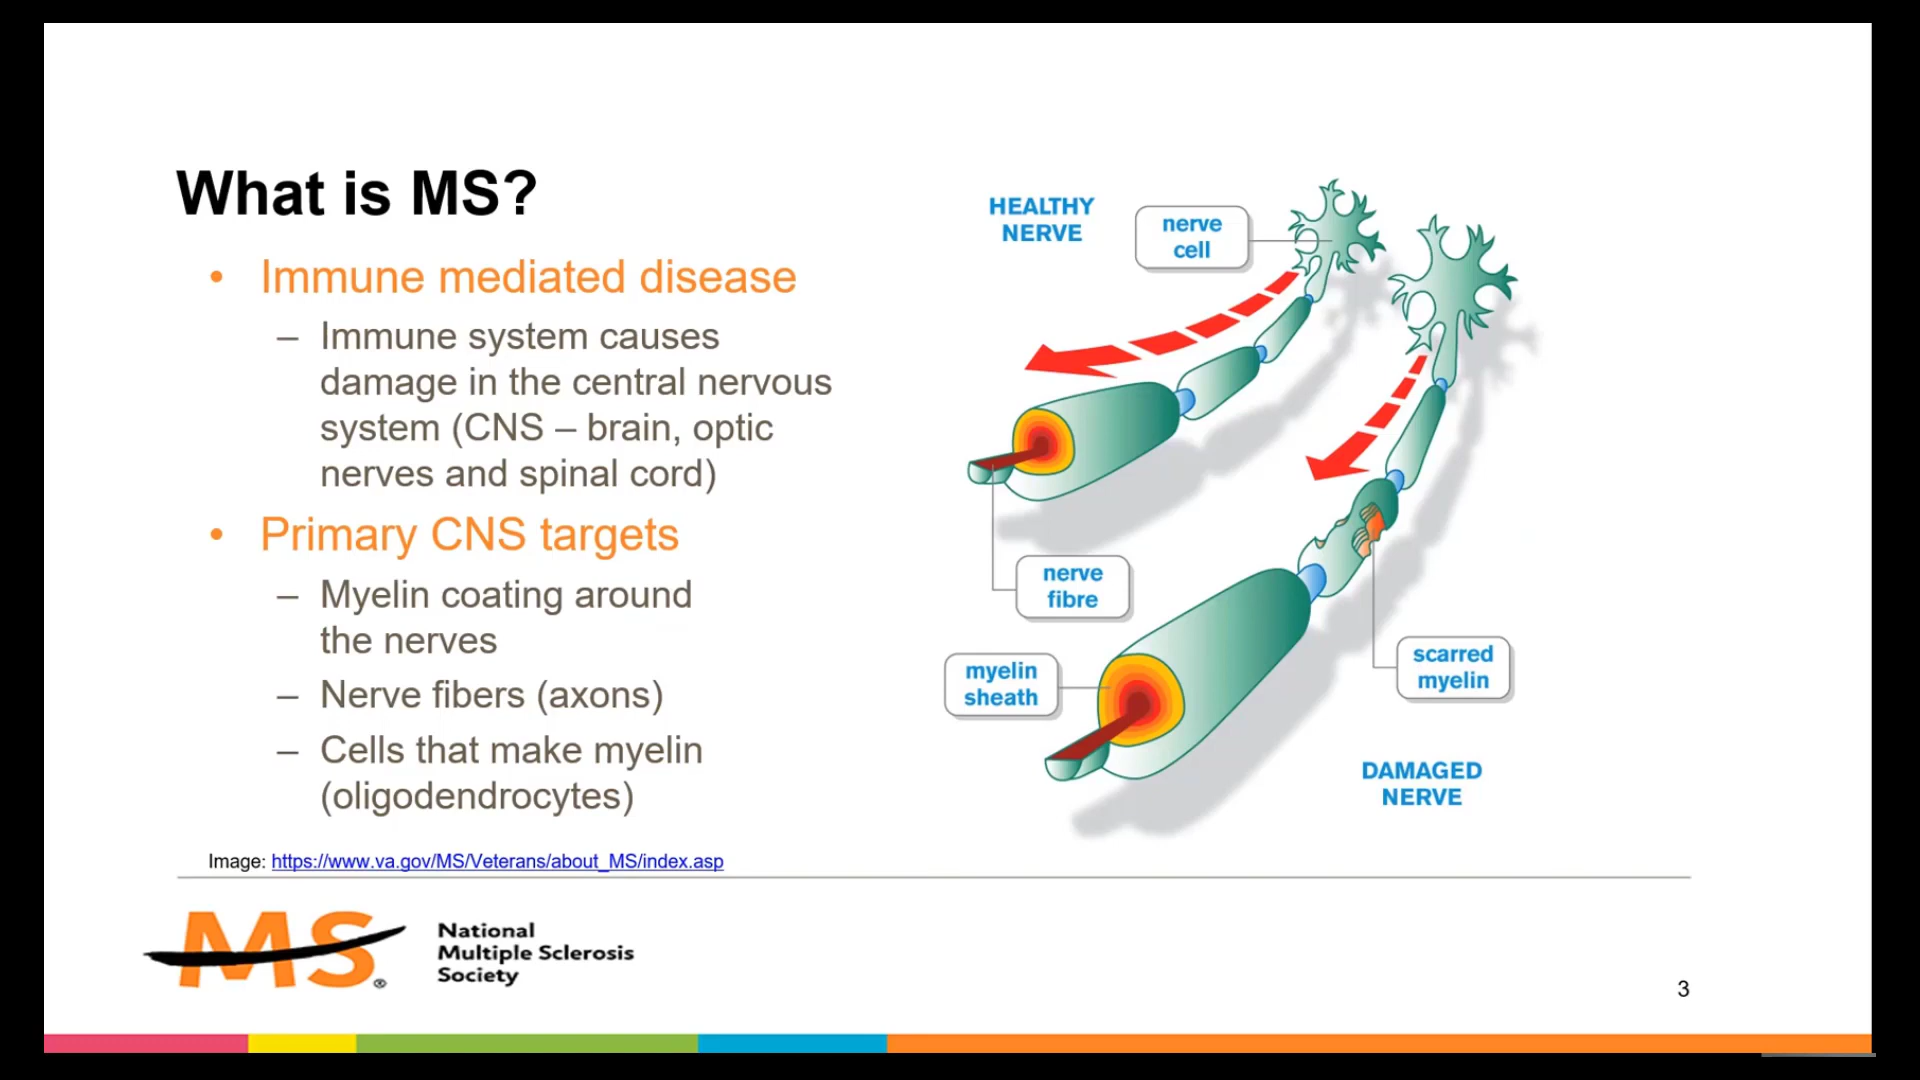 What is MS?
• Immune mediated disease
– Immune system causes
damage in the central nervous
system (CNS – brain, optic
nerves and spinal cord)
• Primary CNS targets
– Myelin coating around
the nerves
– Nerve fibers (axons)
– Cells that make myelin
(oligodendrocytes)
Image: https://www.va.gov/MS/Veterans/about_MS/index.asp
HEALTHY
NERVE
nerve
cell
nerve
fibre
myelin
sheath
scarred
myelin
DAMAGED
NERVE
MS®
National
Multiple Sclerosis
Society
3